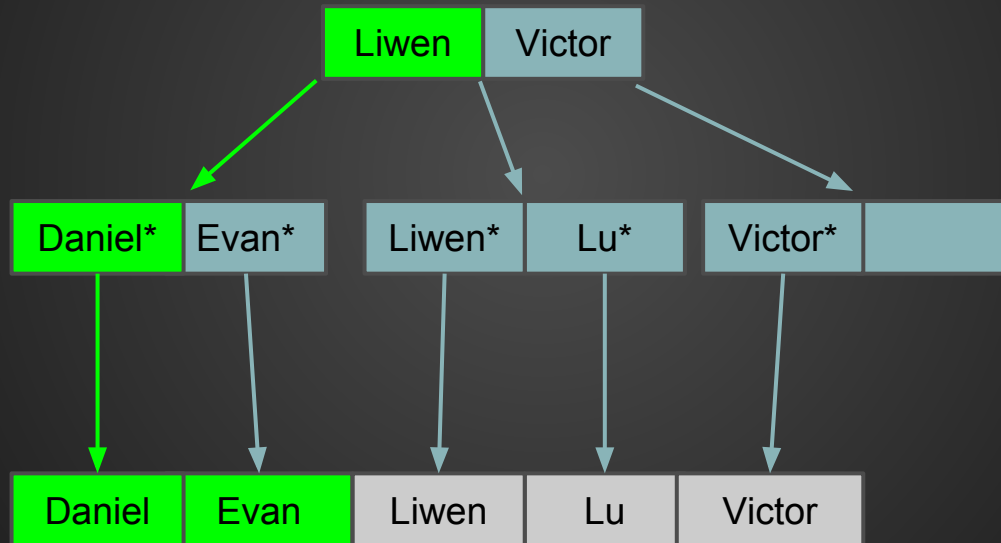 Liwen Victor
Daniel* Evan* Liwen* Lu* Victor*
Daniel Evan Liwen Lu Victor